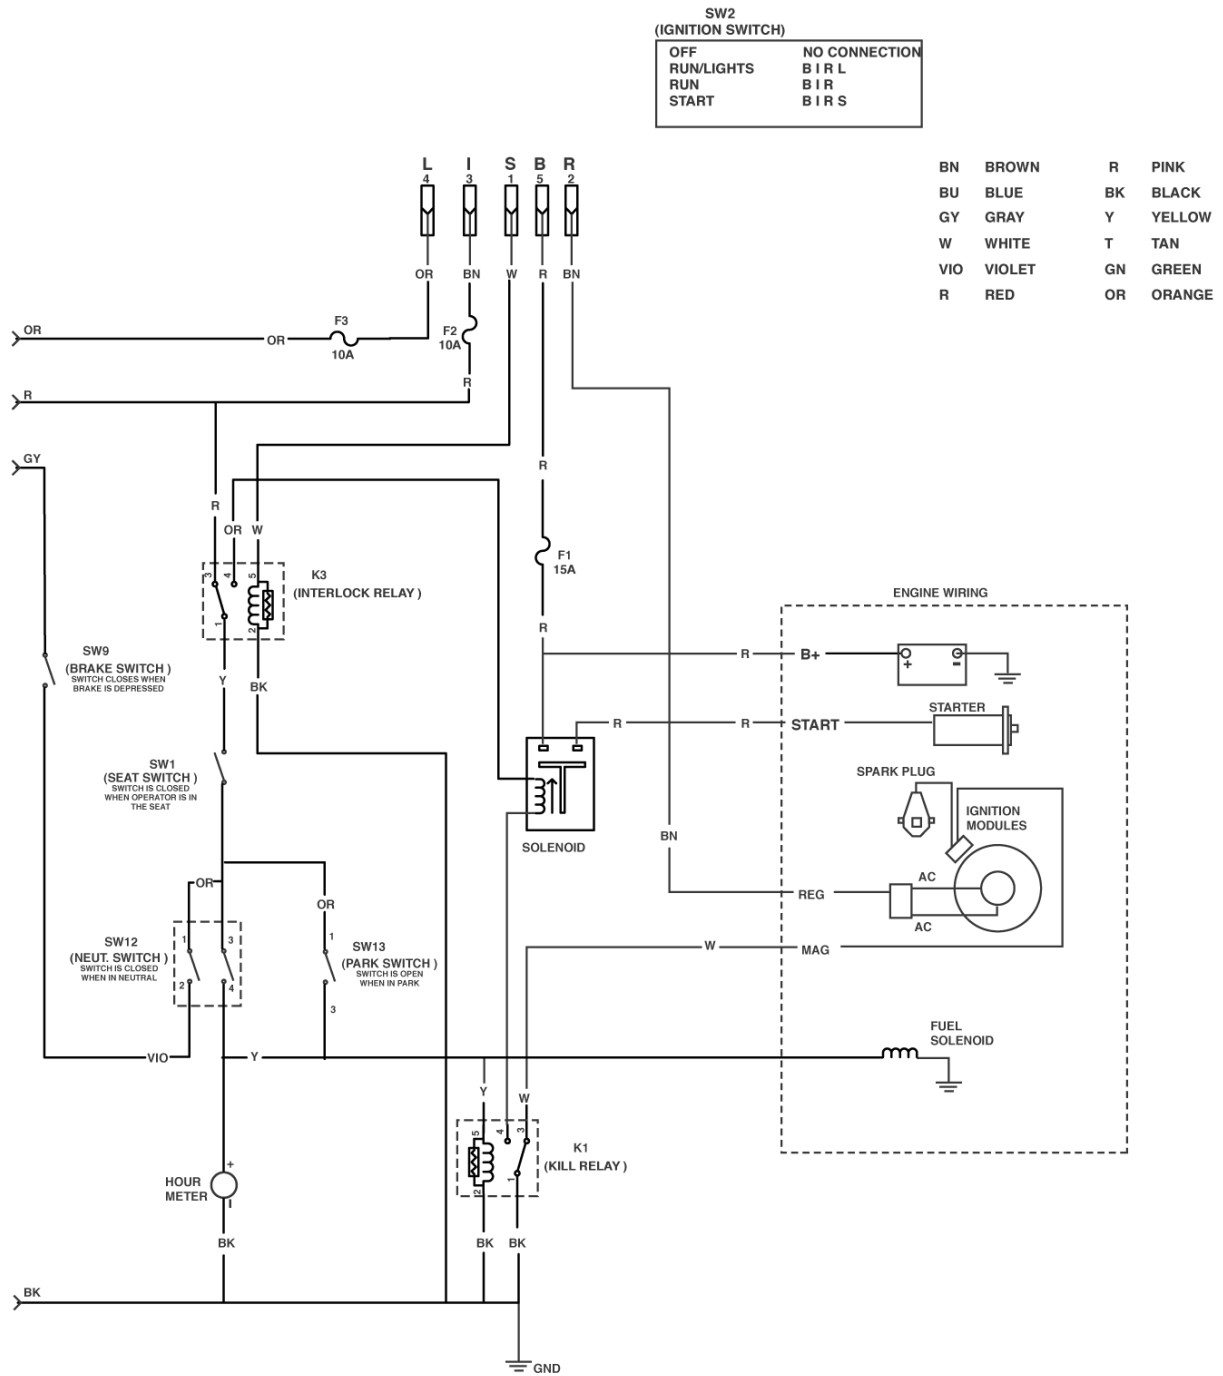 SW2
(IGNITION SWITCH)
OFF NO CONNECTION
RUN/LIGHTS B I R L
RUN B I R
START B I R S
L I S B R
4 3 1 5 2
BN BROWN R PINK
BU BLUE BK BLACK
GY GRAY Y YELLOW
W WHITE T TAN
VIO VIOLET GN GREEN
R RED OR ORANGE
OR BN W R BN
OR
F3
OR
10A
F2
10A
R
R
GY
R
R
OR W
F1
15A
3 4 5
K3
(INTERLOCK RELAY )
1 2
R
ENGINE WIRING
SW9
(BRAKE SWITCH )
SWITCH CLOSES WHEN
BRAKE IS DEPRESSED
Y
BK
R
B+
+ -
STARTER
R
R
START
SW1
(SEAT SWITCH )
SWITCH IS CLOSED
WHEN OPERATOR IS IN
THE SEAT
SPARK PLUG
IGNITION
MODULES
SOLENOID
BN
AC
REG
AC
OR
OR
1 3
1
SW12
(NEUT. SWITCH )
SWITCH IS CLOSED
WHEN IN NEUTRAL
2 4
SW13
(PARK SWITCH )
SWITCH IS OPEN
WHEN IN PARK
3
W
MAG
FUEL
SOLENOID
VIO
Y
Y
W
5 4 3
K1
(KILL RELAY )
2 1
HOUR
METER
+
I
BK
BK
BK
BK
GND